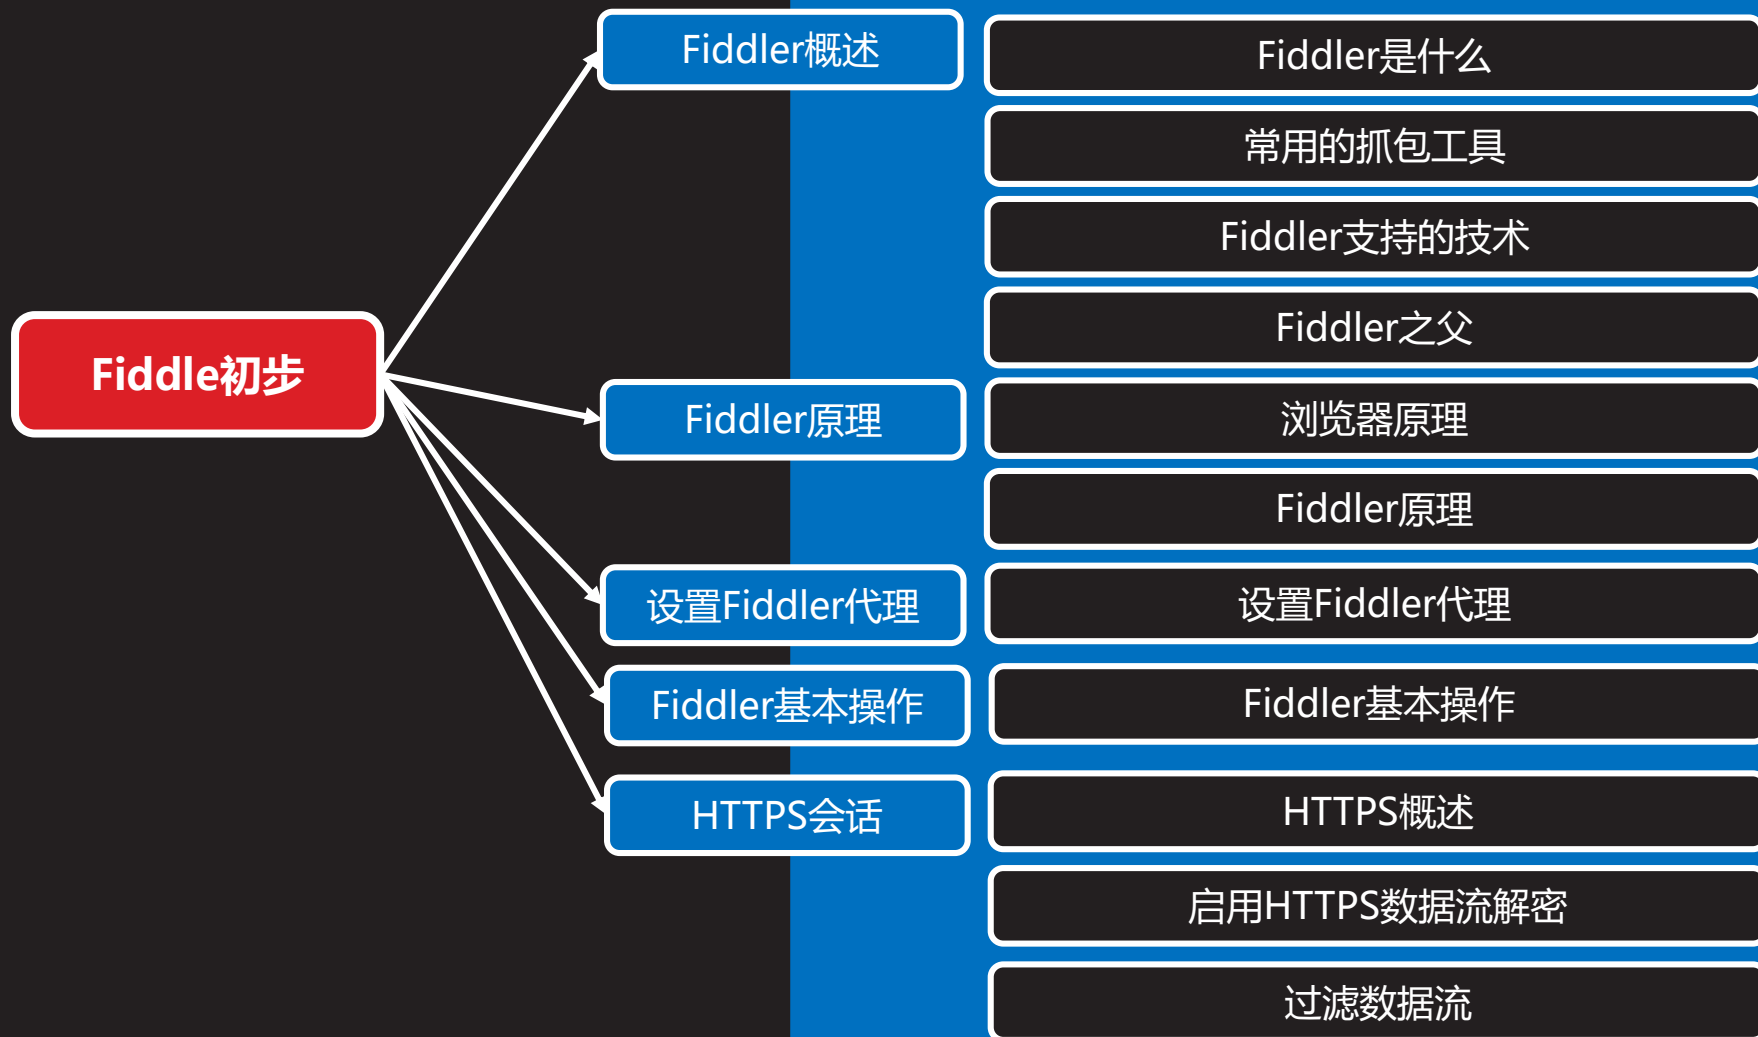 Fiddle初步
Fiddler概述
Fiddler是什么
常用的抓包工具
Fiddler支持的技术
Fiddler之父
Fiddler原理
浏览器原理
Fiddler原理
设置Fiddler代理
设置Fiddler代理
Fiddler基本操作
Fiddler基本操作
HTTPS会话
HTTPS概述
启用HTTPS数据流解密
过滤数据流